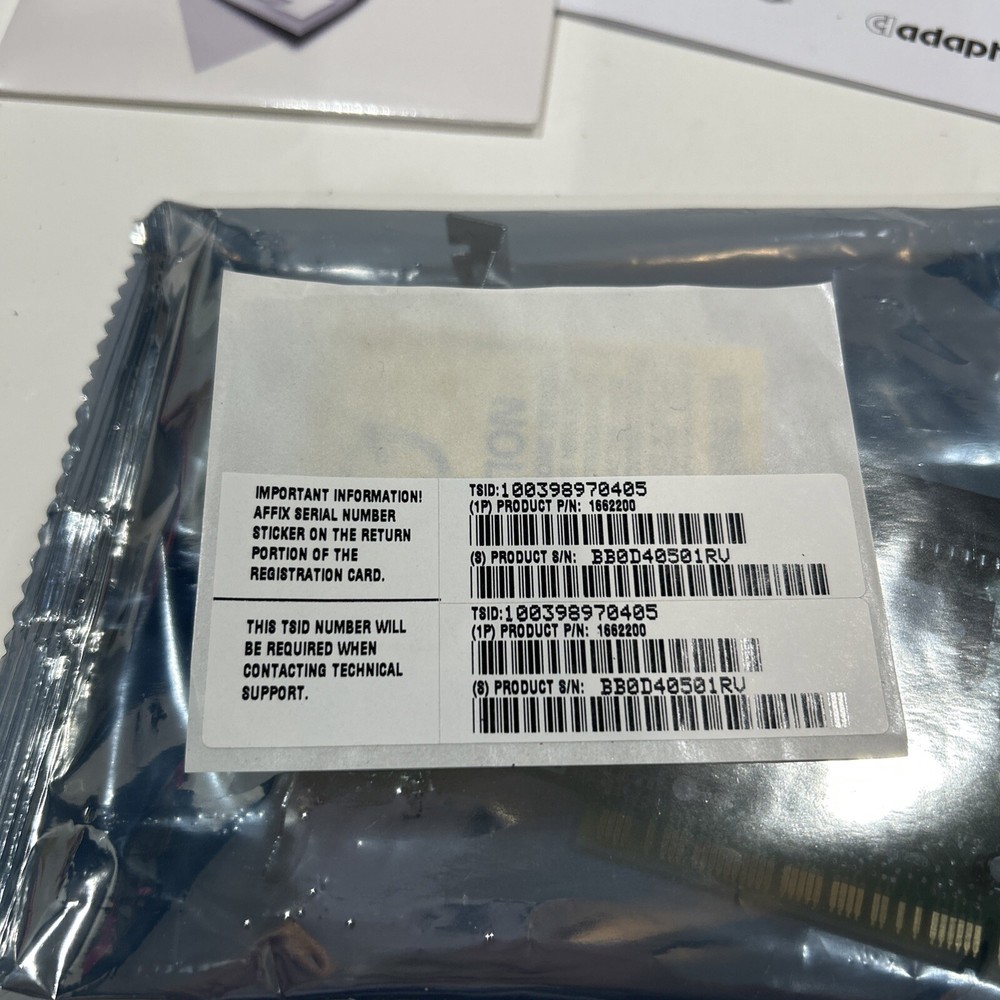 adapt
IMPORTANT INFORMATION!
AFFIX SERIAL NUMBER
STICKER ON THE RETURN
PORTION OF THE
REGISTRATION CARD.
TSID:100398970405
(1P) PRODUCT P/N: 1662200
(S) PRODUCT S/N: BB0D40501RV
THIS TSID NUMBER WILL
BE REQUIRED WHEN
CONTACTING TECHNICAL
SUPPORT.
TSID:100398970405
(1P) PRODUCT P/N: 1662200
(S) PRODUCT S/N: BB0D40501RV